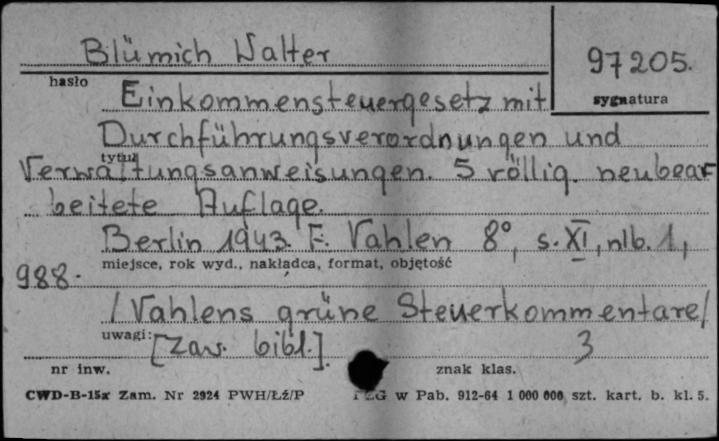 Blümich Walter
97205.
hasło
sygnatura
Einkommensteuergesetz mit
Durchführungsverordnungen und
tytuł
Verwaltungsanweisungen. 5 völlig. neubear
beitete Auflage.
Berlin 1943. F. Vahlen 8°, s. XI, nlb. 1,
miejsce, rok wyd., nakładca, format, objętość
988.
/Vahlens grüne Steuerkommentare/
uwagi: [Zaw. bibl.]. 3
nr inw. znak klas.
CWD-B-15x Zam. Nr 2924 PWH/Łź/P w Pab. 912-64 1 000 000 szt. kart. b. kl. 5.